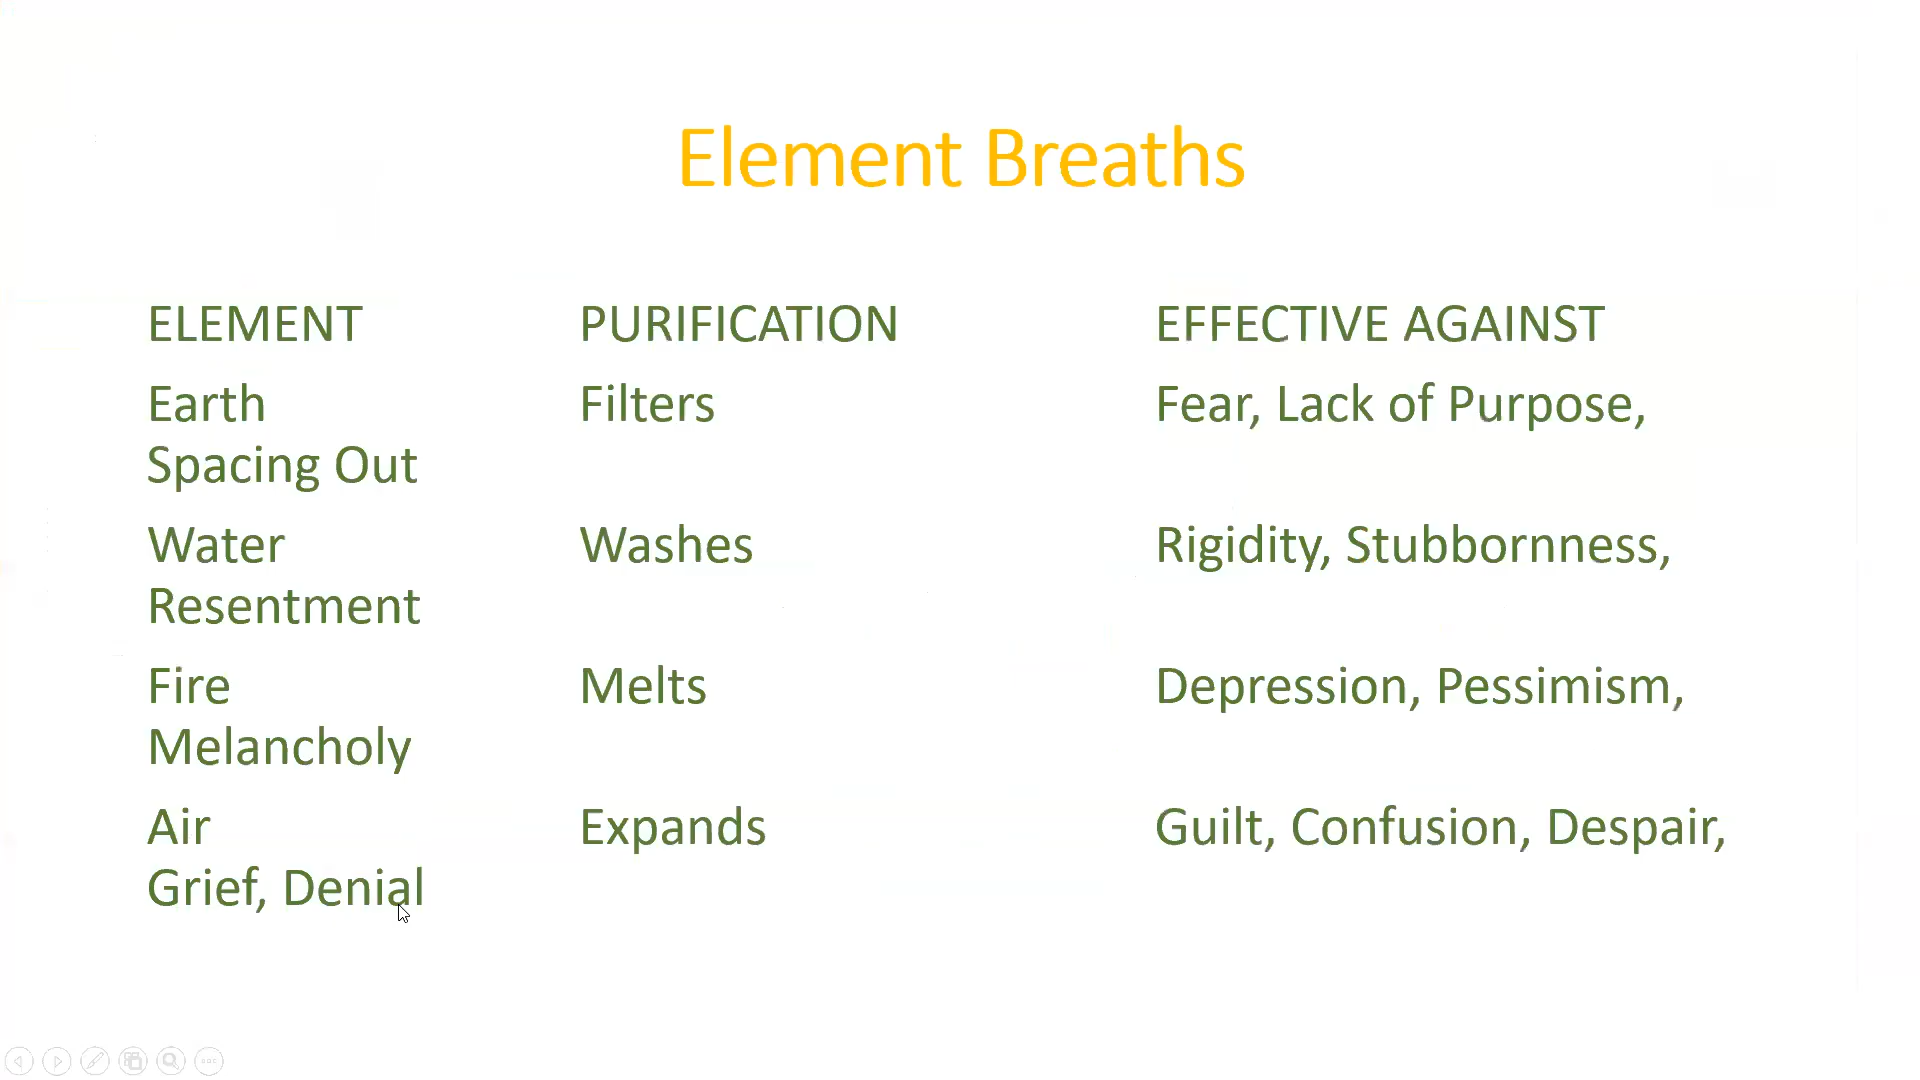 Element Breaths
ELEMENT PURIFICATION EFFECTIVE AGAINST
Earth Filters Fear, Lack of Purpose,
Spacing Out
Water Washes Rigidity, Stubbornness,
Resentment
Fire Melts Depression, Pessimism,
Melancholy
Air Expands Guilt, Confusion, Despair,
Grief, Denial